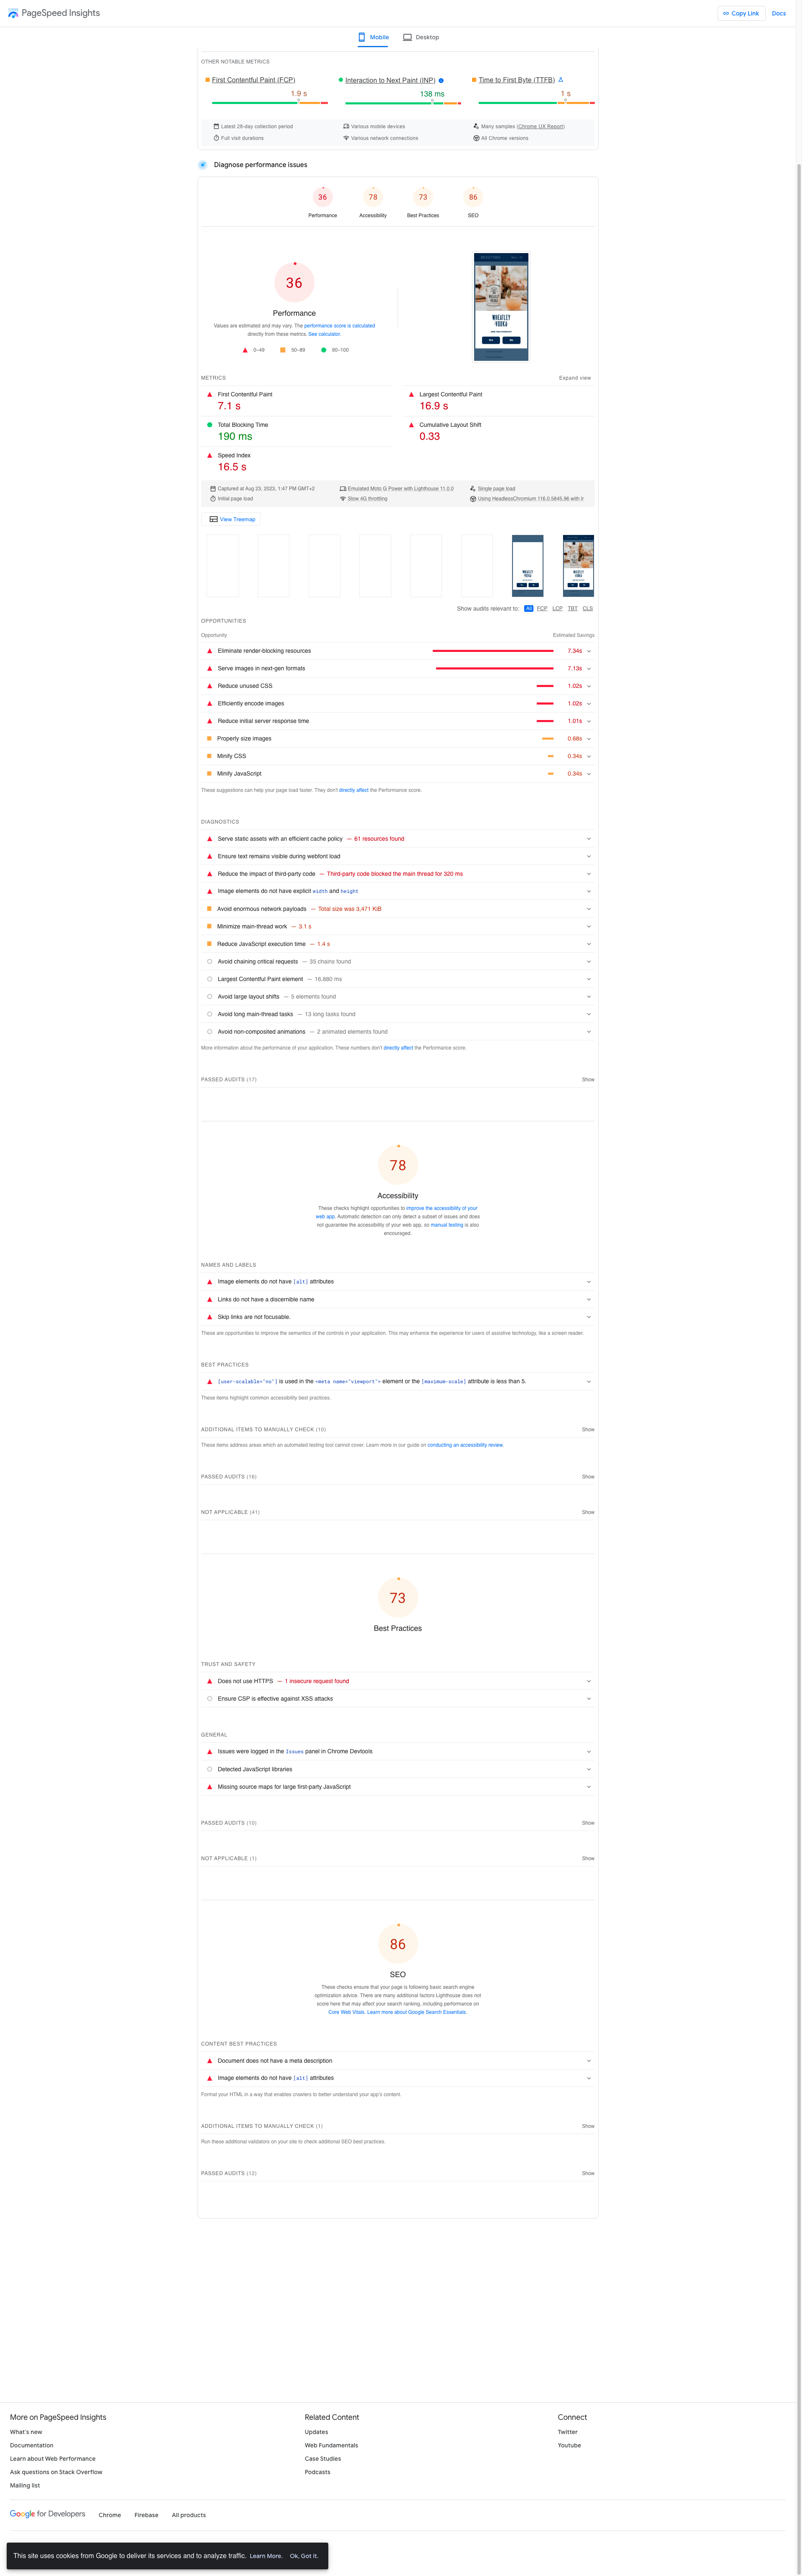 PageSpeed Insights
Copy Link
Docs
Mobile
Desktop
OTHER NOTABLE METRICS
First Contentful Paint (FCP)
1.9 s
Interaction to Next Paint (INP)
138 ms
Time to First Byte (TTFB)
1 s
Latest 28-day collection period
Various mobile devices
Many samples (Chrome UX Report)
Full visit durations
Various network connections
All Chrome versions
Diagnose performance issues
36
78
73
86
Performance
Accessibility
Best Practices
SEO
36
Performance
Values are estimated and may vary. The performance score is calculated
directly from these metrics. See calculator.
0–49
50–89
90–100
WHEATLEY
VODKA
METRICS
Expand view
First Contentful Paint
7.1 s
Largest Contentful Paint
16.9 s
Total Blocking Time
190 ms
Cumulative Layout Shift
0.33
Speed Index
16.5 s
Captured at Aug 23, 2023, 1:47 PM GMT+2
Emulated Moto G Power with Lighthouse 11.0.0
Single page load
Initial page load
Slow 4G throttling
Using HeadlessChromium 116.0.5845.96 with lr
View Treemap
Show audits relevant to:
All
FCP
LCP
TBT
CLS
OPPORTUNITIES
Opportunity
Estimated Savings
Eliminate render-blocking resources
7.34s
Serve images in next-gen formats
7.13s
Reduce unused CSS
1.02s
Efficiently encode images
1.02s
Reduce initial server response time
1.01s
Properly size images
0.68s
Minify CSS
0.34s
Minify JavaScript
0.34s
These suggestions can help your page load faster. They don't directly affect the Performance score.
DIAGNOSTICS
Serve static assets with an efficient cache policy — 61 resources found
Ensure text remains visible during webfont load
Reduce the impact of third-party code — Third-party code blocked the main thread for 320 ms
Image elements do not have explicit width and height
Avoid enormous network payloads — Total size was 3,471 KiB
Minimize main-thread work — 3.1 s
Reduce JavaScript execution time — 1.4 s
Avoid chaining critical requests — 35 chains found
Largest Contentful Paint element — 16,880 ms
Avoid large layout shifts — 5 elements found
Avoid long main-thread tasks — 13 long tasks found
Avoid non-composited animations — 2 animated elements found
More information about the performance of your application. These numbers don't directly affect the Performance score.
PASSED AUDITS (17)
Show
78
Accessibility
These checks highlight opportunities to improve the accessibility of your
web app. Automatic detection can only detect a subset of issues and does
not guarantee the accessibility of your web app, so manual testing is also
encouraged.
NAMES AND LABELS
Image elements do not have [alt] attributes
Links do not have a discernible name
Skip links are not focusable.
These are opportunities to improve the semantics of the controls in your application. This may enhance the experience for users of assistive technology, like a screen reader.
BEST PRACTICES
[user-scalable="no"] is used in the <meta name="viewport"> element or the [maximum-scale] attribute is less than 5.
These items highlight common accessibility best practices.
ADDITIONAL ITEMS TO MANUALLY CHECK (10)
Show
These items address areas which an automated testing tool cannot cover. Learn more in our guide on conducting an accessibility review.
PASSED AUDITS (16)
Show
NOT APPLICABLE (41)
Show
73
Best Practices
TRUST AND SAFETY
Does not use HTTPS — 1 insecure request found
Ensure CSP is effective against XSS attacks
GENERAL
Issues were logged in the Issues panel in Chrome Devtools
Detected JavaScript libraries
Missing source maps for large first-party JavaScript
PASSED AUDITS (10)
Show
NOT APPLICABLE (1)
Show
86
SEO
These checks ensure that your page is following basic search engine
optimization advice. There are many additional factors Lighthouse does not
score here that may affect your search ranking, including performance on
Core Web Vitals. Learn more about Google Search Essentials.
CONTENT BEST PRACTICES
Document does not have a meta description
Image elements do not have [alt] attributes
Format your HTML in a way that enables crawlers to better understand your app's content.
ADDITIONAL ITEMS TO MANUALLY CHECK (1)
Show
Run these additional validators on your site to check additional SEO best practices.
PASSED AUDITS (12)
Show
More on PageSpeed Insights
What's new
Documentation
Learn about Web Performance
Ask questions on Stack Overflow
Mailing list
Related Content
Updates
Web Fundamentals
Case Studies
Podcasts
Connect
Twitter
Youtube
Google for Developers
Chrome
Firebase
All products
This site uses cookies from Google to deliver its services and to analyze traffic. Learn More. Ok, Got it.